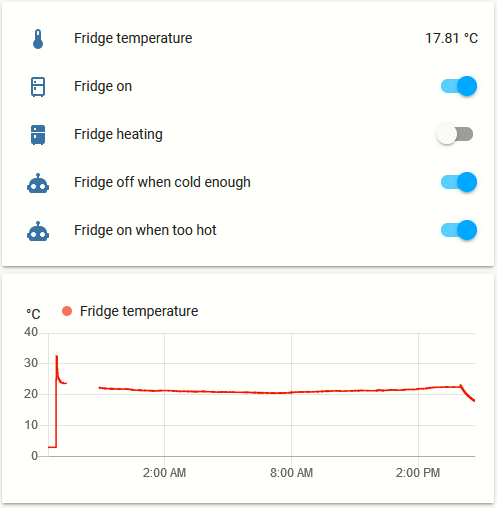 Fridge temperature 17.81 °C
Fridge on
Fridge heating
Fridge off when cold enough
Fridge on when too hot
°C Fridge temperature
40
30
20
10
0
2:00 AM 8:00 AM 2:00 PM